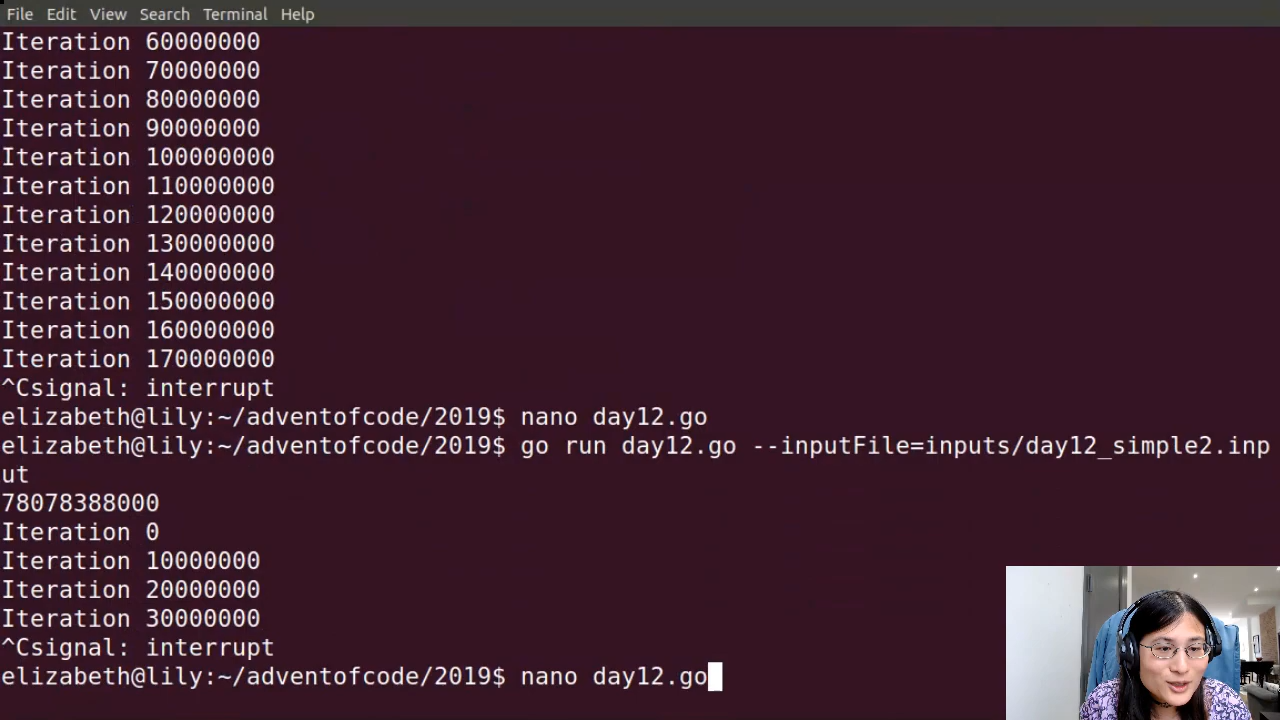 File Edit View Search Terminal Help
Iteration 60000000
Iteration 70000000
Iteration 80000000
Iteration 90000000
Iteration 100000000
Iteration 110000000
Iteration 120000000
Iteration 130000000
Iteration 140000000
Iteration 150000000
Iteration 160000000
Iteration 170000000
^Csignal: interrupt
elizabeth@lily:~/adventofcode/2019$ nano day12.go
elizabeth@lily:~/adventofcode/2019$ go run day12.go --inputFile=inputs/day12_simple2.inp
ut
78078388000
Iteration 0
Iteration 10000000
Iteration 20000000
Iteration 30000000
^Csignal: interrupt
elizabeth@lily:~/adventofcode/2019$ nano day12.go